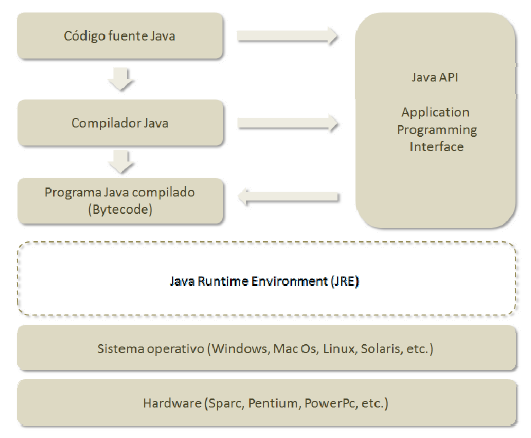 Código fuente Java
Java API
Application
Programming
Interface
Compilador Java
Programa Java compilado
(Bytecode)
Java Runtime Environment (JRE)
Sistema operativo (Windows, Mac Os, Linux, Solaris, etc.)
Hardware (Sparc, Pentium, PowerPc, etc.)